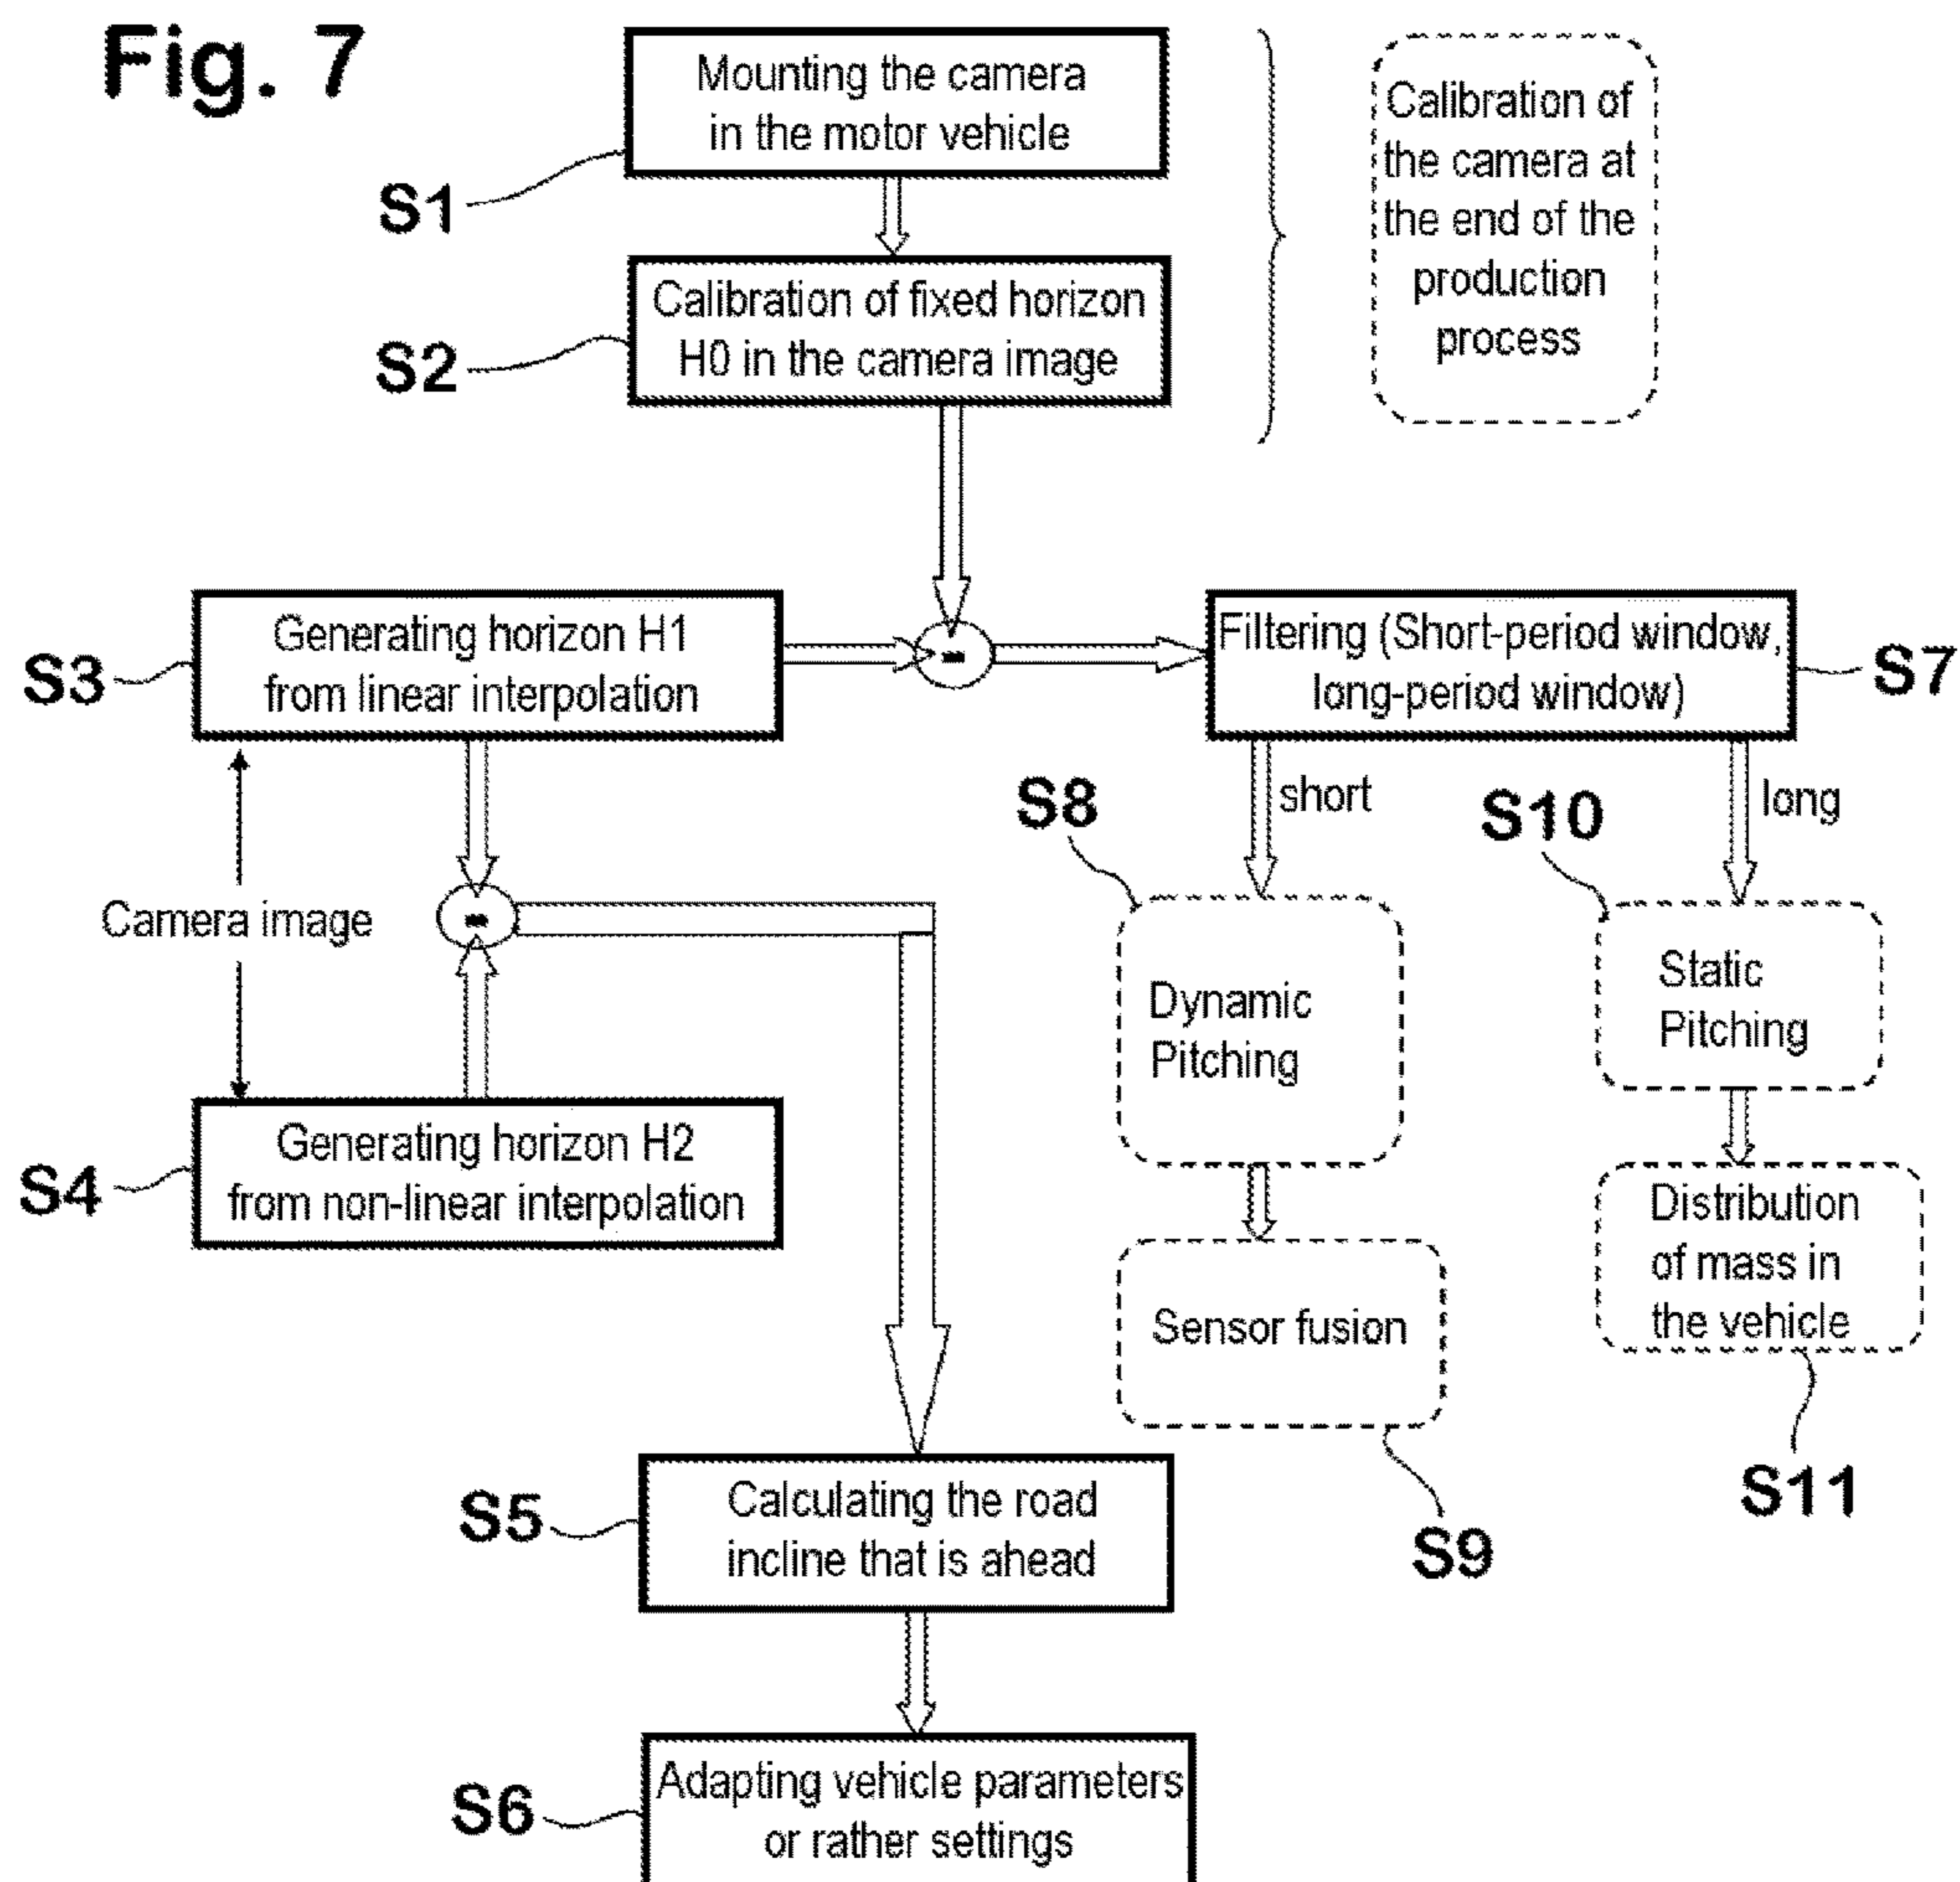 Fig. 7
Mounting the camera
in the motor vehicle
S1
Calibration of fixed horizon
H0 in the camera image
S2
Calibration of
the camera at
the end of the
production
process
Generating horizon H1
from linear interpolation
S3
-
Filtering (Short-period window,
long-period window)
S7
short
long
S8
S10
Camera image
-
Dynamic
Pitching
Static
Pitching
Generating horizon H2
from non-linear interpolation
S4
Sensor fusion
Distribution
of mass in
the vehicle
S9
S11
Calculating the road
incline that is ahead
S5
Adapting vehicle parameters
or rather settings
S6